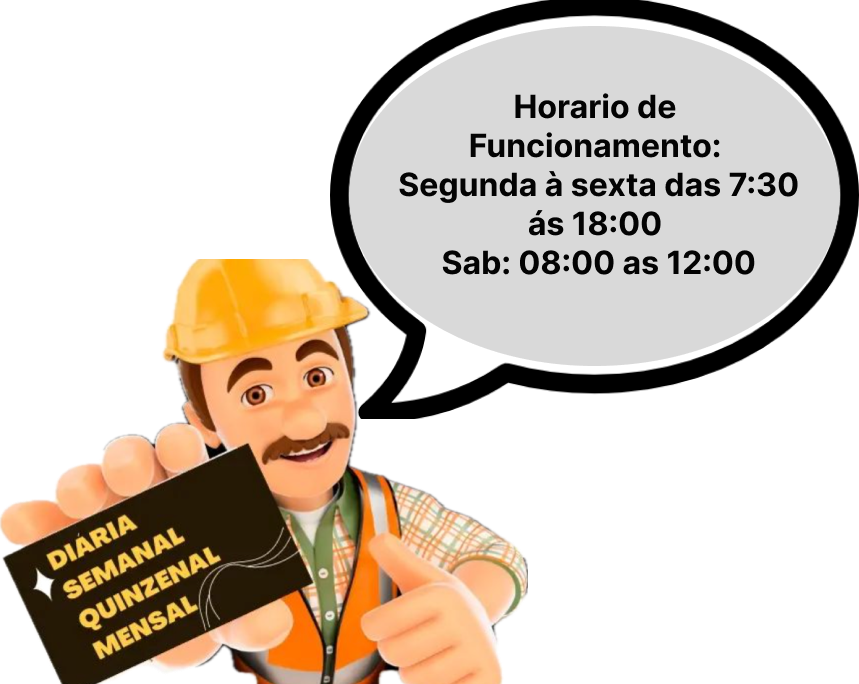 Horario de
Funcionamento:
Segunda à sexta das 7:30
ás 18:00
Sab: 08:00 as 12:00
DIÁRIA
SEMANAL
QUINZENAL
MENSAL